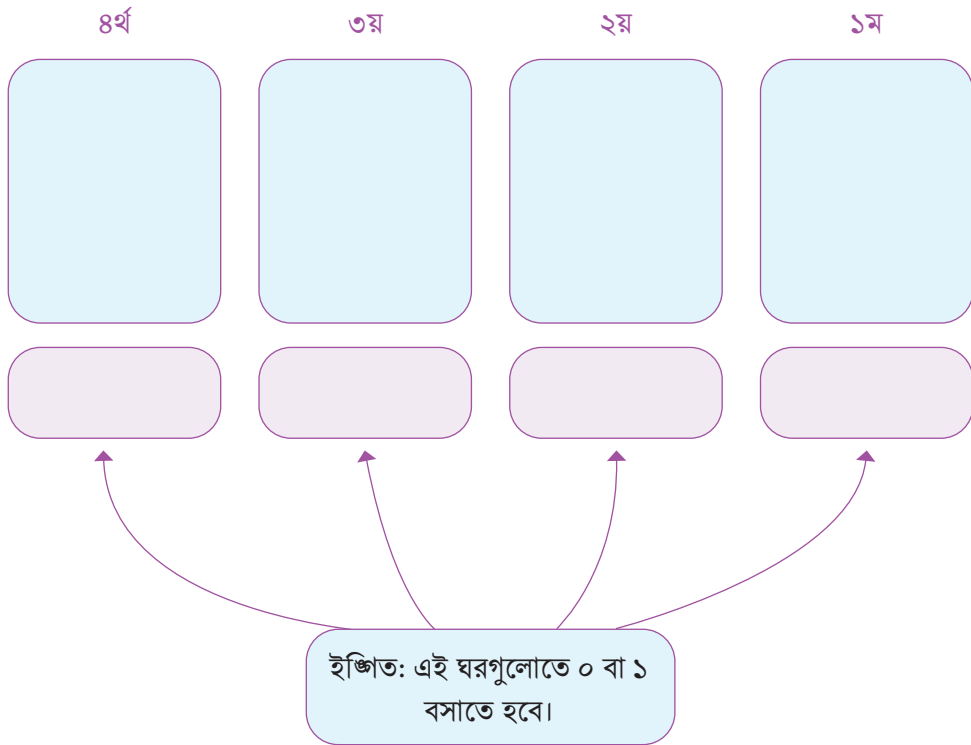 ৪র্থ ৩য় ২য় ১ম
ইঙ্গিত: এই ঘরগুলোতে ০ বা ১
বসাতে হবে।